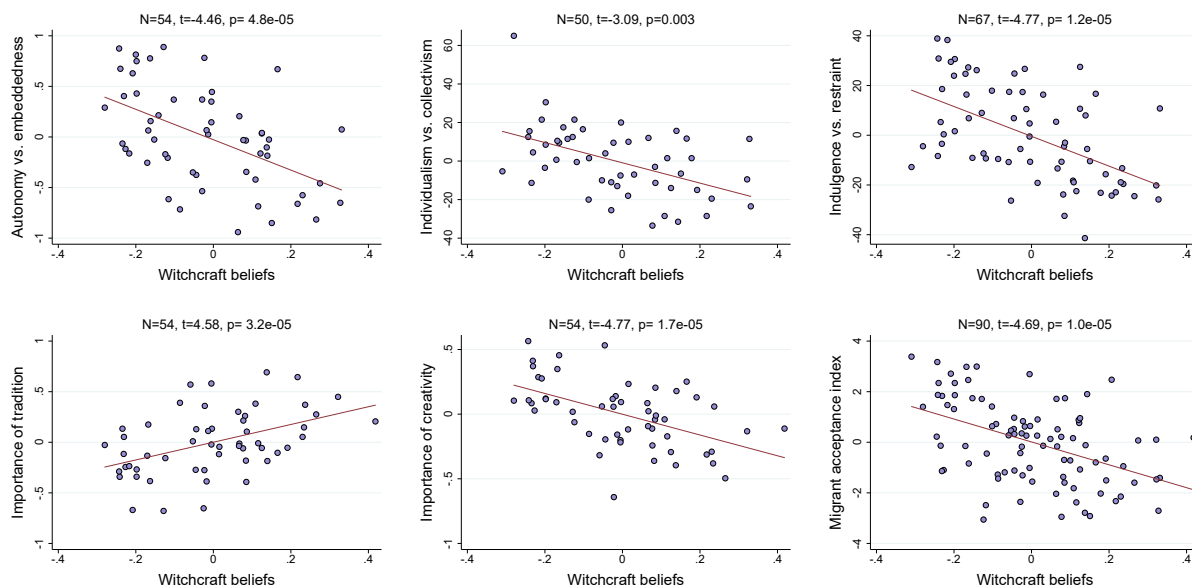 N=54, t=-4.46, p= 4.8e-05
Autonomy vs. embeddedness
1
.5
0
-.5
-1
-.4 -.2 0 .2 .4
Witchcraft beliefs
N=50, t=-3.09, p=0.003
Individualism vs. collectivism
60
40
20
0
-20
-40
-.4 -.2 0 .2 .4
Witchcraft beliefs
N=67, t=-4.77, p= 1.2e-05
Indulgence vs. restraint
40
20
0
-20
-40
-.4 -.2 0 .2 .4
Witchcraft beliefs
N=54, t=4.58, p= 3.2e-05
Importance of tradition
1
.5
0
-.5
-1
-.4 -.2 0 .2 .4
Witchcraft beliefs
N=54, t=-4.77, p= 1.7e-05
Importance of creativity
.5
0
-.5
-1
-.4 -.2 0 .2 .4
Witchcraft beliefs
N=90, t=-4.69, p= 1.0e-05
Migrant acceptance index
4
2
0
-2
-4
-.4 -.2 0 .2 .4
Witchcraft beliefs